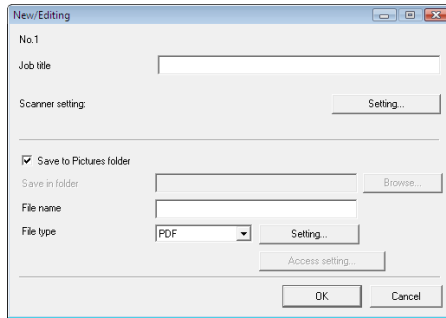 New/Editing
No.1
Job title
Scanner setting:
Setting...
Save to Pictures folder
Save in folder
Browse...
File name
File type
PDF
Setting...
Access setting...
OK
Cancel